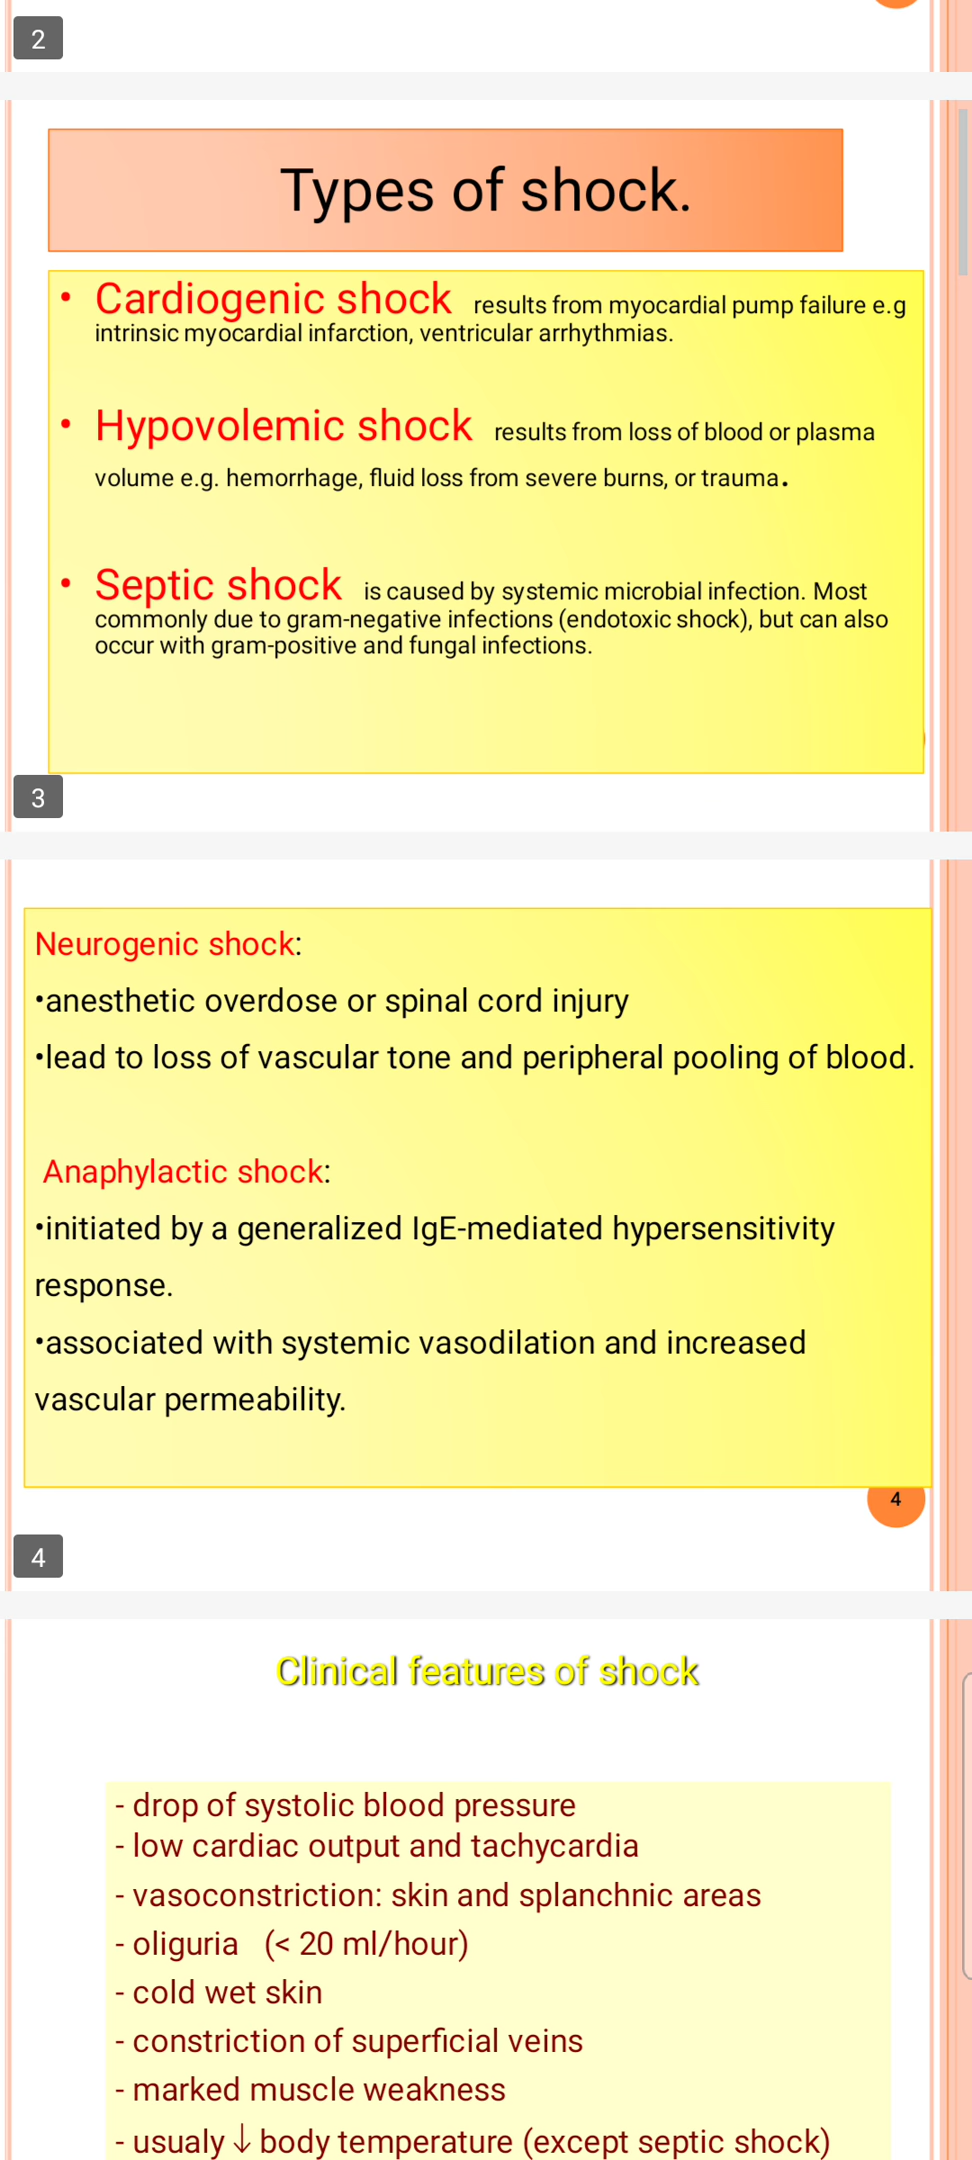 2
Types of shock.
• Cardiogenic shock results from myocardial pump failure e.g
intrinsic myocardial infarction, ventricular arrhythmias.
• Hypovolemic shock results from loss of blood or plasma
volume e.g. hemorrhage, fluid loss from severe burns, or trauma.
• Septic shock is caused by systemic microbial infection. Most
commonly due to gram-negative infections (endotoxic shock), but can also
occur with gram-positive and fungal infections.
3
Neurogenic shock:
•anesthetic overdose or spinal cord injury
•lead to loss of vascular tone and peripheral pooling of blood.
Anaphylactic shock:
•initiated by a generalized IgE-mediated hypersensitivity
response.
•associated with systemic vasodilation and increased
vascular permeability.
4
4
Clinical features of shock
- drop of systolic blood pressure
- low cardiac output and tachycardia
- vasoconstriction: skin and splanchnic areas
- oliguria (< 20 ml/hour)
- cold wet skin
- constriction of superficial veins
- marked muscle weakness
- usualy ↓ body temperature (except septic shock)